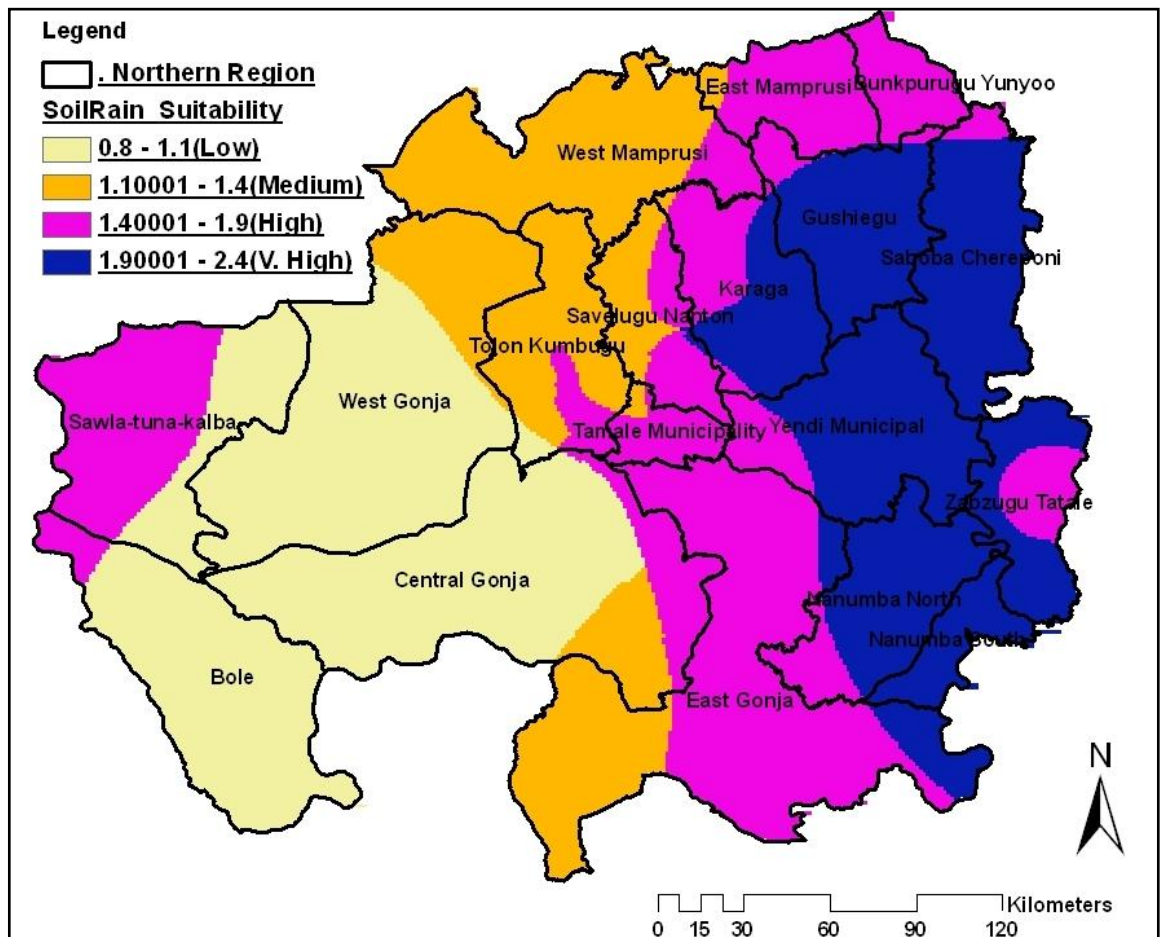 Legend
. Northern Region
SoilRain Suitability
0.8 - 1.1(Low)
1.10001 - 1.4(Medium)
1.40001 - 1.9(High)
1.90001 - 2.4(V. High)
East Mamprusi
Bunkpurugu Yunyoo
West Mamprusi
Gushiegu
Saboba Chereponi
Karaga
Savelugu Nanton
Tolon Kumbugu
West Gonja
Sawla-tuna-kalba
Tamale Municipality
Yendi Municipal
Zabzugu Tatale
Central Gonja
Nanumba North
Nanumba South
Bole
East Gonja
N
Kilometers
0 15 30 60 90 120